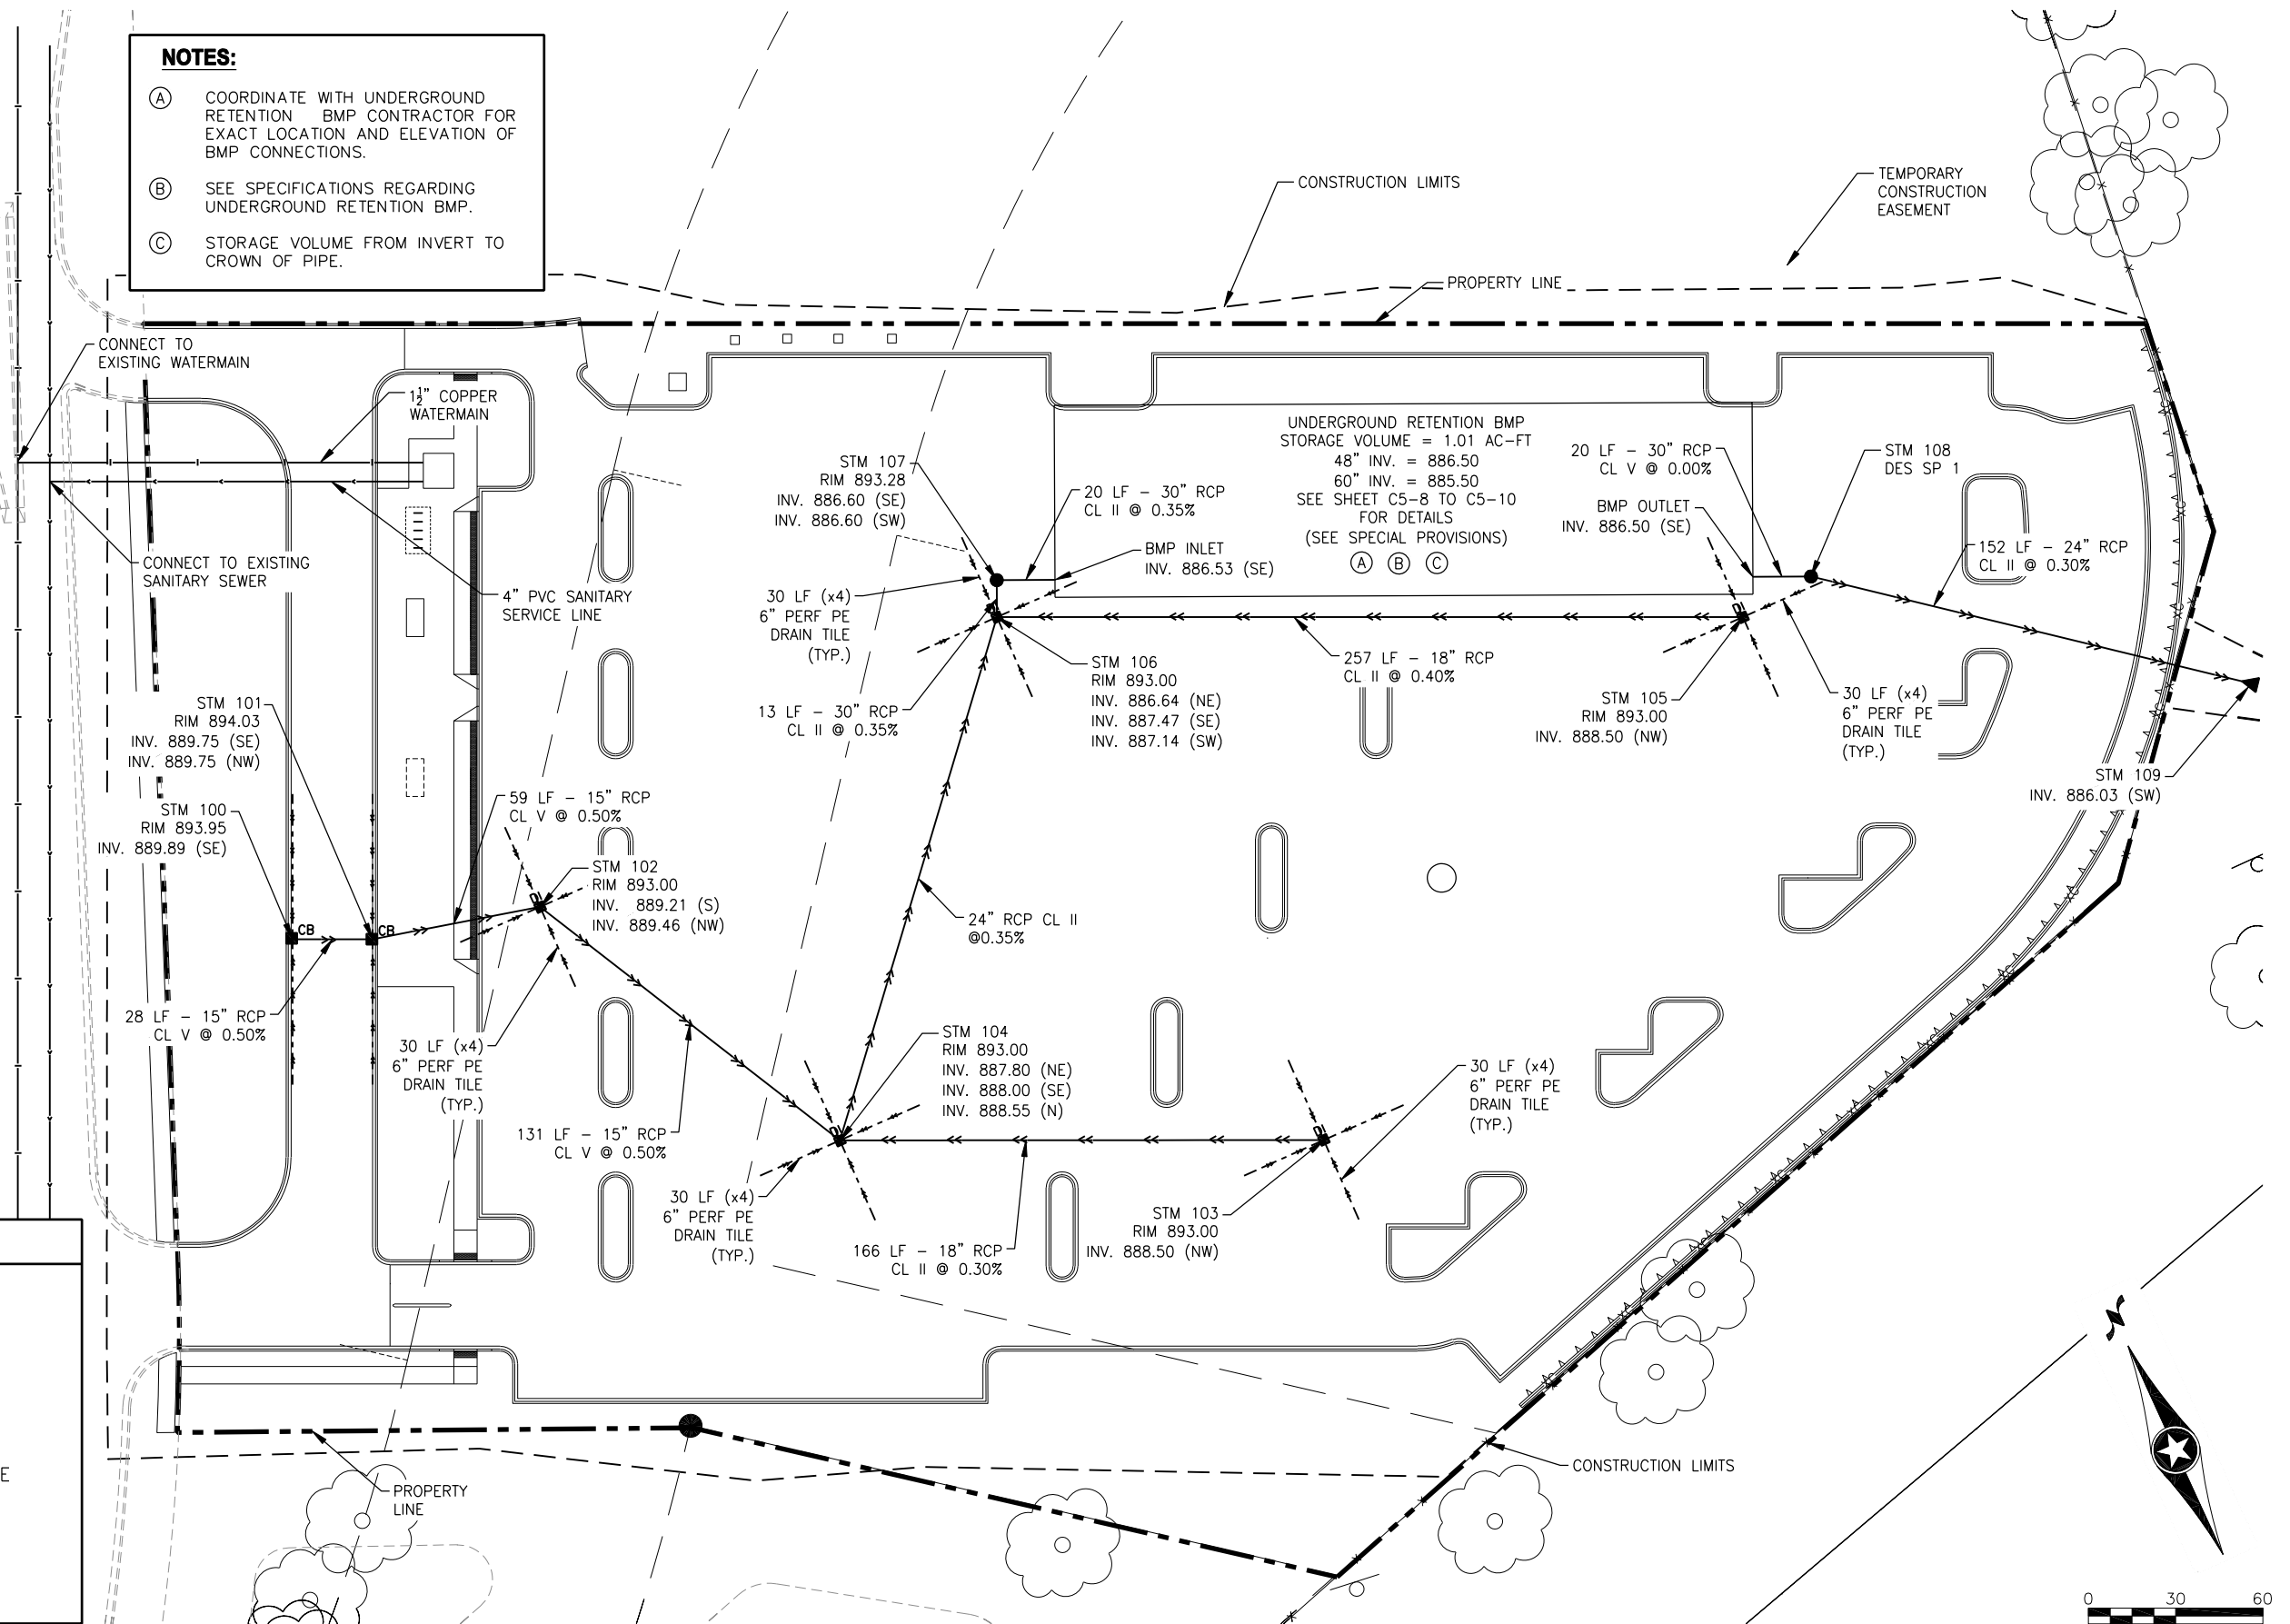 NOTES:
A COORDINATE WITH UNDERGROUND
RETENTION BMP CONTRACTOR FOR
EXACT LOCATION AND ELEVATION OF
BMP CONNECTIONS.
B SEE SPECIFICATIONS REGARDING
UNDERGROUND RETENTION BMP.
C STORAGE VOLUME FROM INVERT TO
CROWN OF PIPE.
CONSTRUCTION LIMITS
TEMPORARY
CONSTRUCTION
EASEMENT
PROPERTY LINE
CONNECT TO
EXISTING WATERMAIN
1½" COPPER
WATERMAIN
CONNECT TO EXISTING
SANITARY SEWER
4" PVC SANITARY
SERVICE LINE
STM 107
RIM 893.28
INV. 886.60 (SE)
INV. 886.60 (SW)
20 LF - 30" RCP
CL II @ 0.35%
BMP INLET
INV. 886.53 (SE)
UNDERGROUND RETENTION BMP
STORAGE VOLUME = 1.01 AC-FT
48" INV. = 886.50
60" INV. = 885.50
SEE SHEET C5-8 TO C5-10
FOR DETAILS
(SEE SPECIAL PROVISIONS)
A B C
20 LF - 30" RCP
CL V @ 0.00%
BMP OUTLET
INV. 886.50 (SE)
STM 108
DES SP 1
152 LF - 24" RCP
CL II @ 0.30%
30 LF (x4)
6" PERF PE
DRAIN TILE
(TYP.)
13 LF - 30" RCP
CL II @ 0.35%
STM 106
RIM 893.00
INV. 886.64 (NE)
INV. 887.47 (SE)
INV. 887.14 (SW)
257 LF - 18" RCP
CL II @ 0.40%
STM 105
RIM 893.00
INV. 888.50 (NW)
30 LF (x4)
6" PERF PE
DRAIN TILE
(TYP.)
STM 109
INV. 886.03 (SW)
STM 101
RIM 894.03
INV. 889.75 (SE)
INV. 889.75 (NW)
STM 100
RIM 893.95
INV. 889.89 (SE)
59 LF - 15" RCP
CL V @ 0.50%
STM 102
RIM 893.00
INV. 889.21 (S)
INV. 889.46 (NW)
CB
CB
24" RCP CL II
@0.35%
28 LF - 15" RCP
CL V @ 0.50%
30 LF (x4)
6" PERF PE
DRAIN TILE
(TYP.)
131 LF - 15" RCP
CL V @ 0.50%
STM 104
RIM 893.00
INV. 887.80 (NE)
INV. 888.00 (SE)
INV. 888.55 (N)
30 LF (x4)
6" PERF PE
DRAIN TILE
(TYP.)
30 LF (x4)
6" PERF PE
DRAIN TILE
(TYP.)
166 LF - 18" RCP
CL II @ 0.30%
STM 103
RIM 893.00
INV. 888.50 (NW)
CONSTRUCTION LIMITS
PROPERTY
LINE
E
N
0 30 60